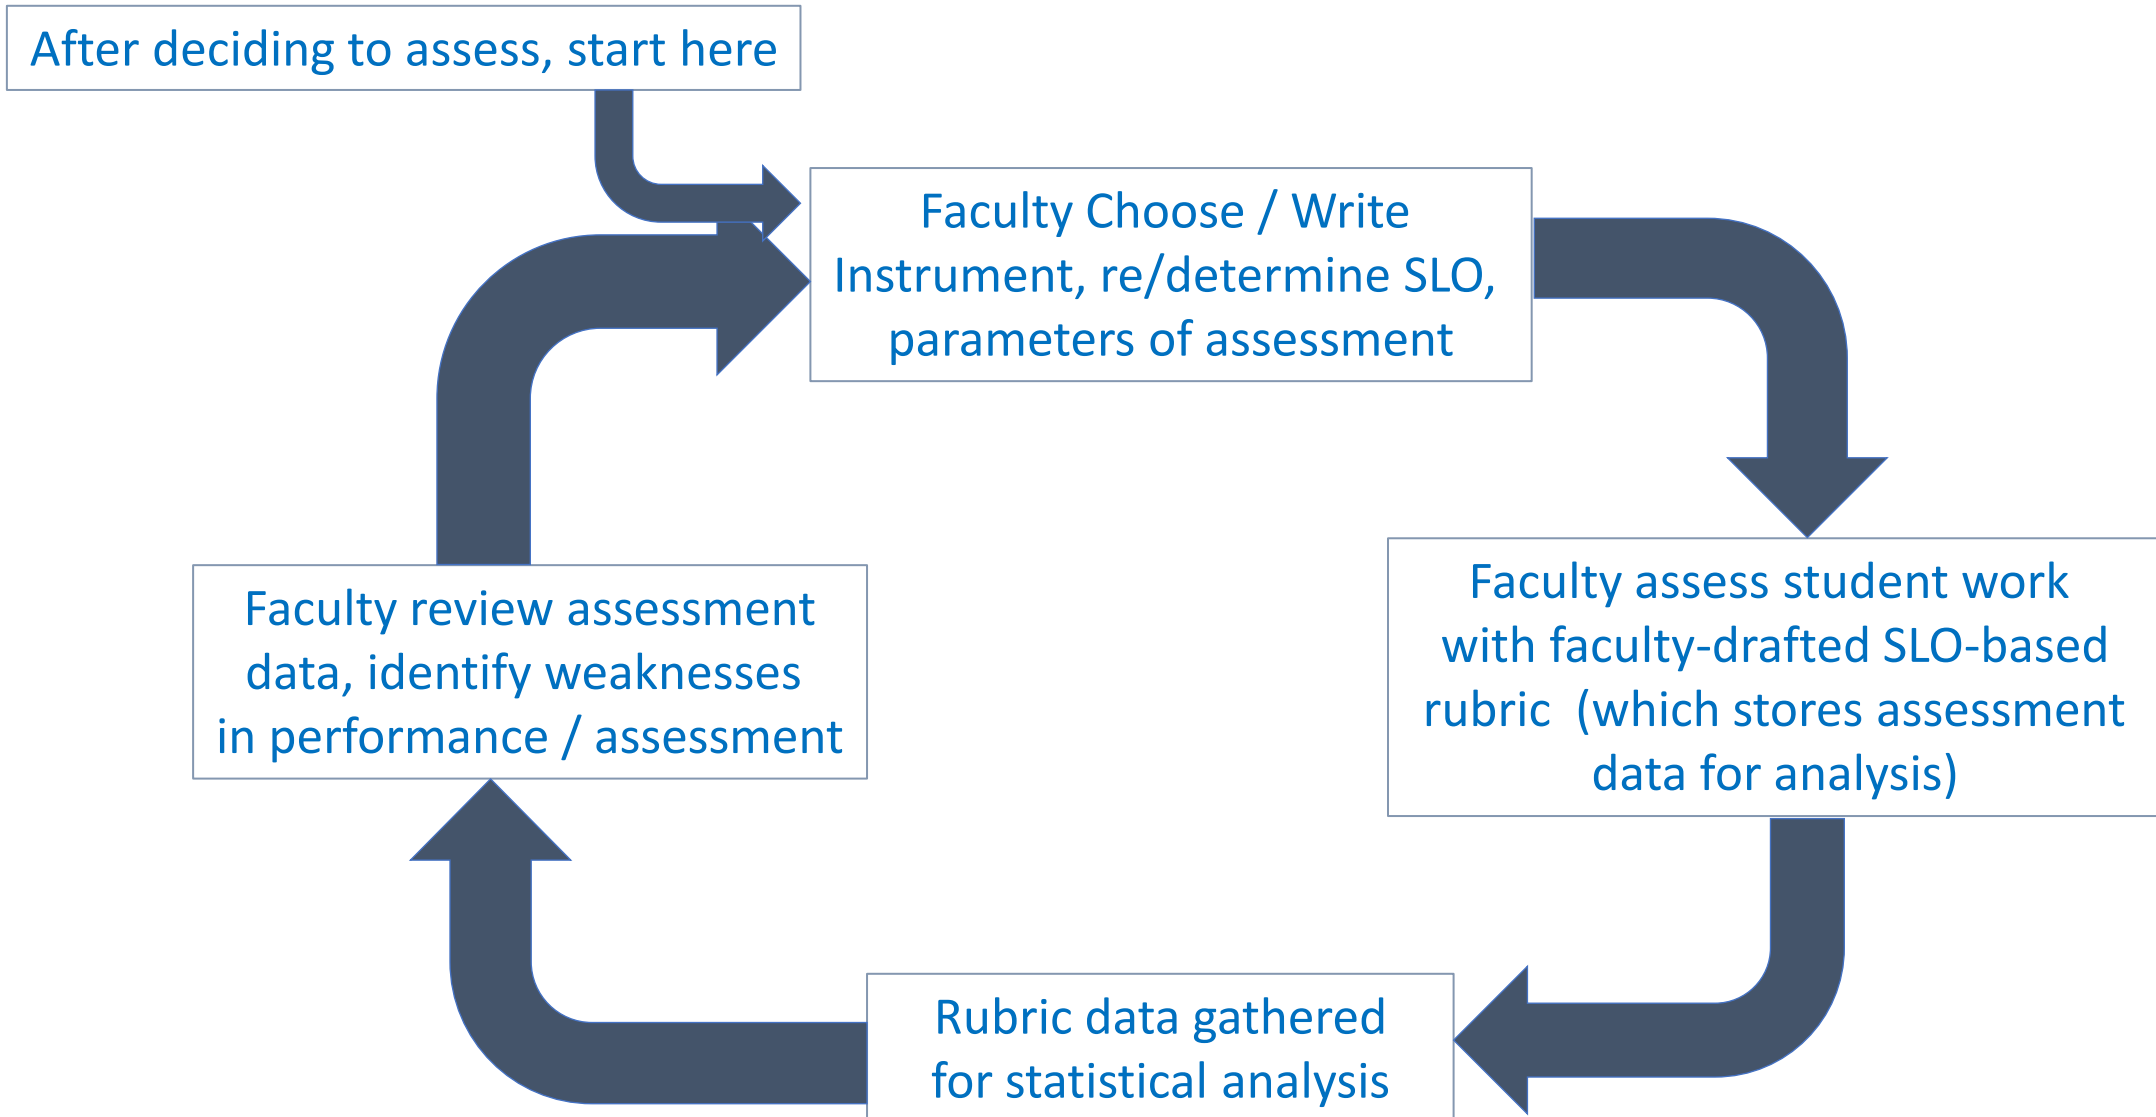 After deciding to assess, start here
Faculty Choose / Write
Instrument, re/determine SLO,
parameters of assessment
Faculty assess student work
with faculty-drafted SLO-based
rubric  (which stores assessment
data for analysis)
Rubric data gathered
for statistical analysis
Faculty review assessment
data, identify weaknesses
in performance / assessment